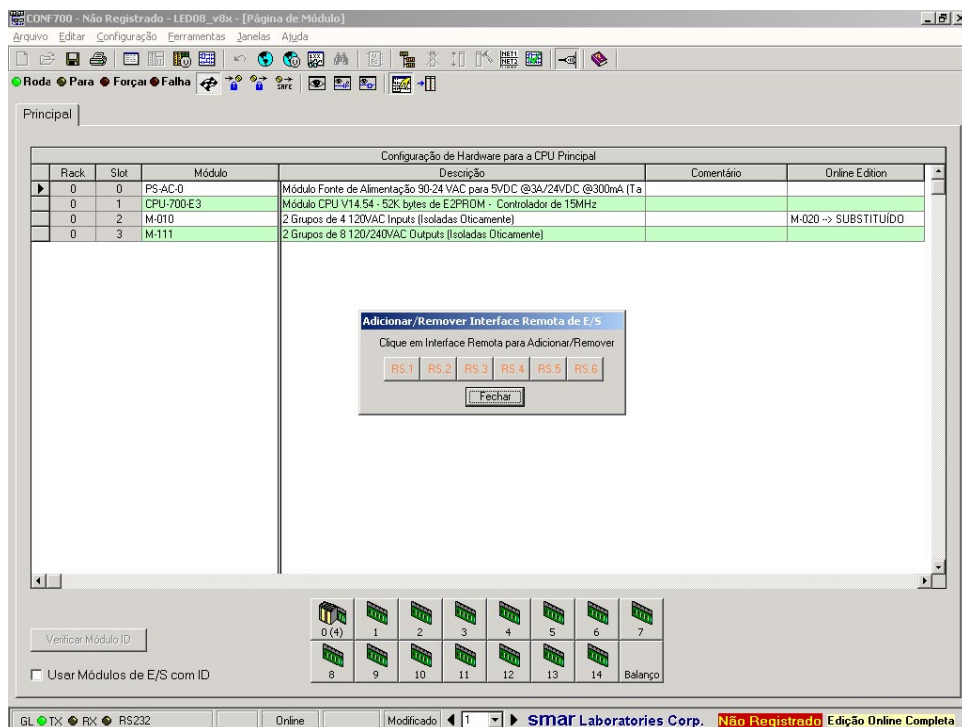 CONF700 - Não Registrado - LED08_v8x - [Página de Módulo]
Arquivo Editar Configuração Ferramentas Janelas Ajuda
Roda Para Força Falha SAFE NET1 NET2
Principal
Configuração de Hardware para a CPU Principal
Rack Slot Módulo Descrição Comentário Online Edition
0 0 PS-AC-0 Módulo Fonte de Alimentação 90-24 VAC para 5VDC @3A/24VDC @300mA (Ta
0 1 CPU-700-E3 Módulo CPU V14.54 - 52K bytes de E2PROM - Controlador de 15MHz
0 2 M-010 2 Grupos de 4 120VAC Inputs (Isoladas Oticamente) M-020 --> SUBSTITUÍDO
0 3 M-111 2 Grupos de 8 120/240VAC Outputs (Isoladas Oticamente)
Adicionar/Remover Interface Remota de E/S
Clique em Interface Remota para Adicionar/Remover
RS.1 RS.2 RS.3 RS.4 RS.5 RS.6
Fechar
0 (4) 1 2 3 4 5 6 7
Verificar Módulo ID
8 9 10 11 12 13 14 Balanço
Usar Módulos de E/S com ID
GL TX RX RS232 Online Modificado 1 smar Laboratories Corp. Não Registrado Edição Online Completa